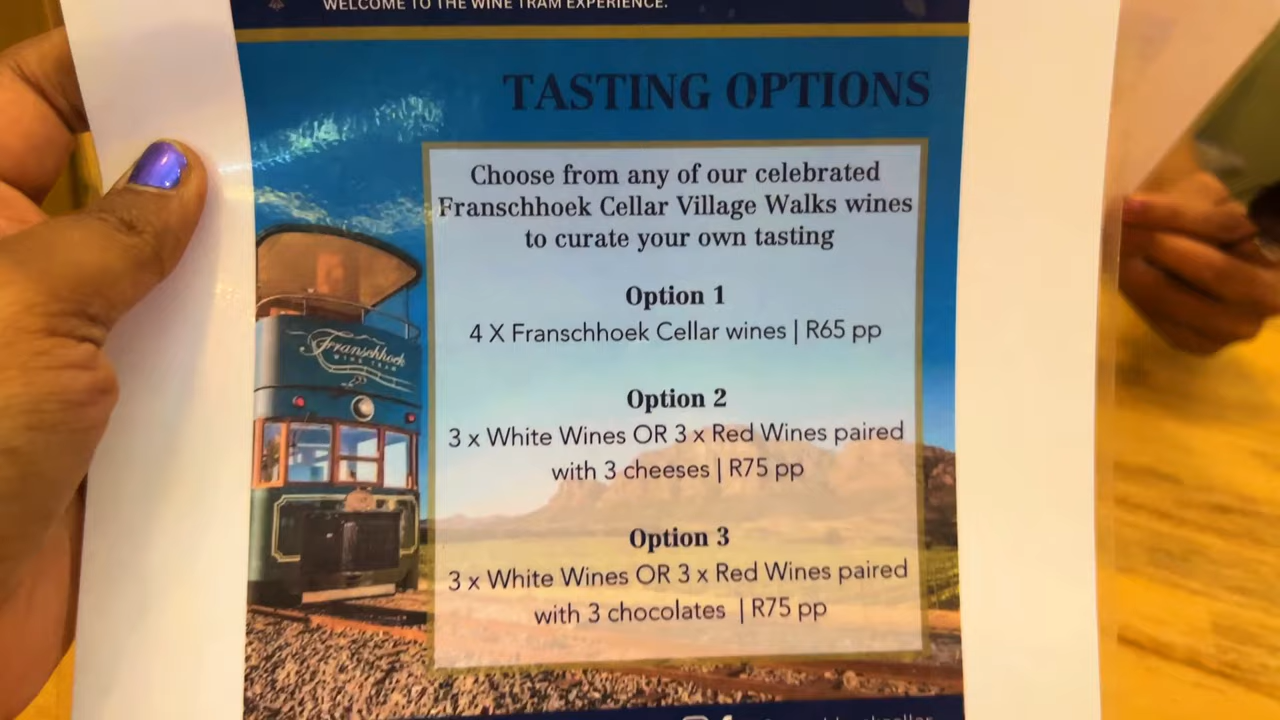 WELCOME TO THE WINE TRAM EXPERIENCE.
TASTING OPTIONS
Choose from any of our celebrated
Franschhoek Cellar Village Walks wines
to curate your own tasting
Option 1
4 X Franschhoek Cellar wines | R65 pp
Option 2
3 x White Wines OR 3 x Red Wines paired
with 3 cheeses | R75 pp
Option 3
3 x White Wines OR 3 x Red Wines paired
with 3 chocolates | R75 pp
Franschhoek
WINE TRAM